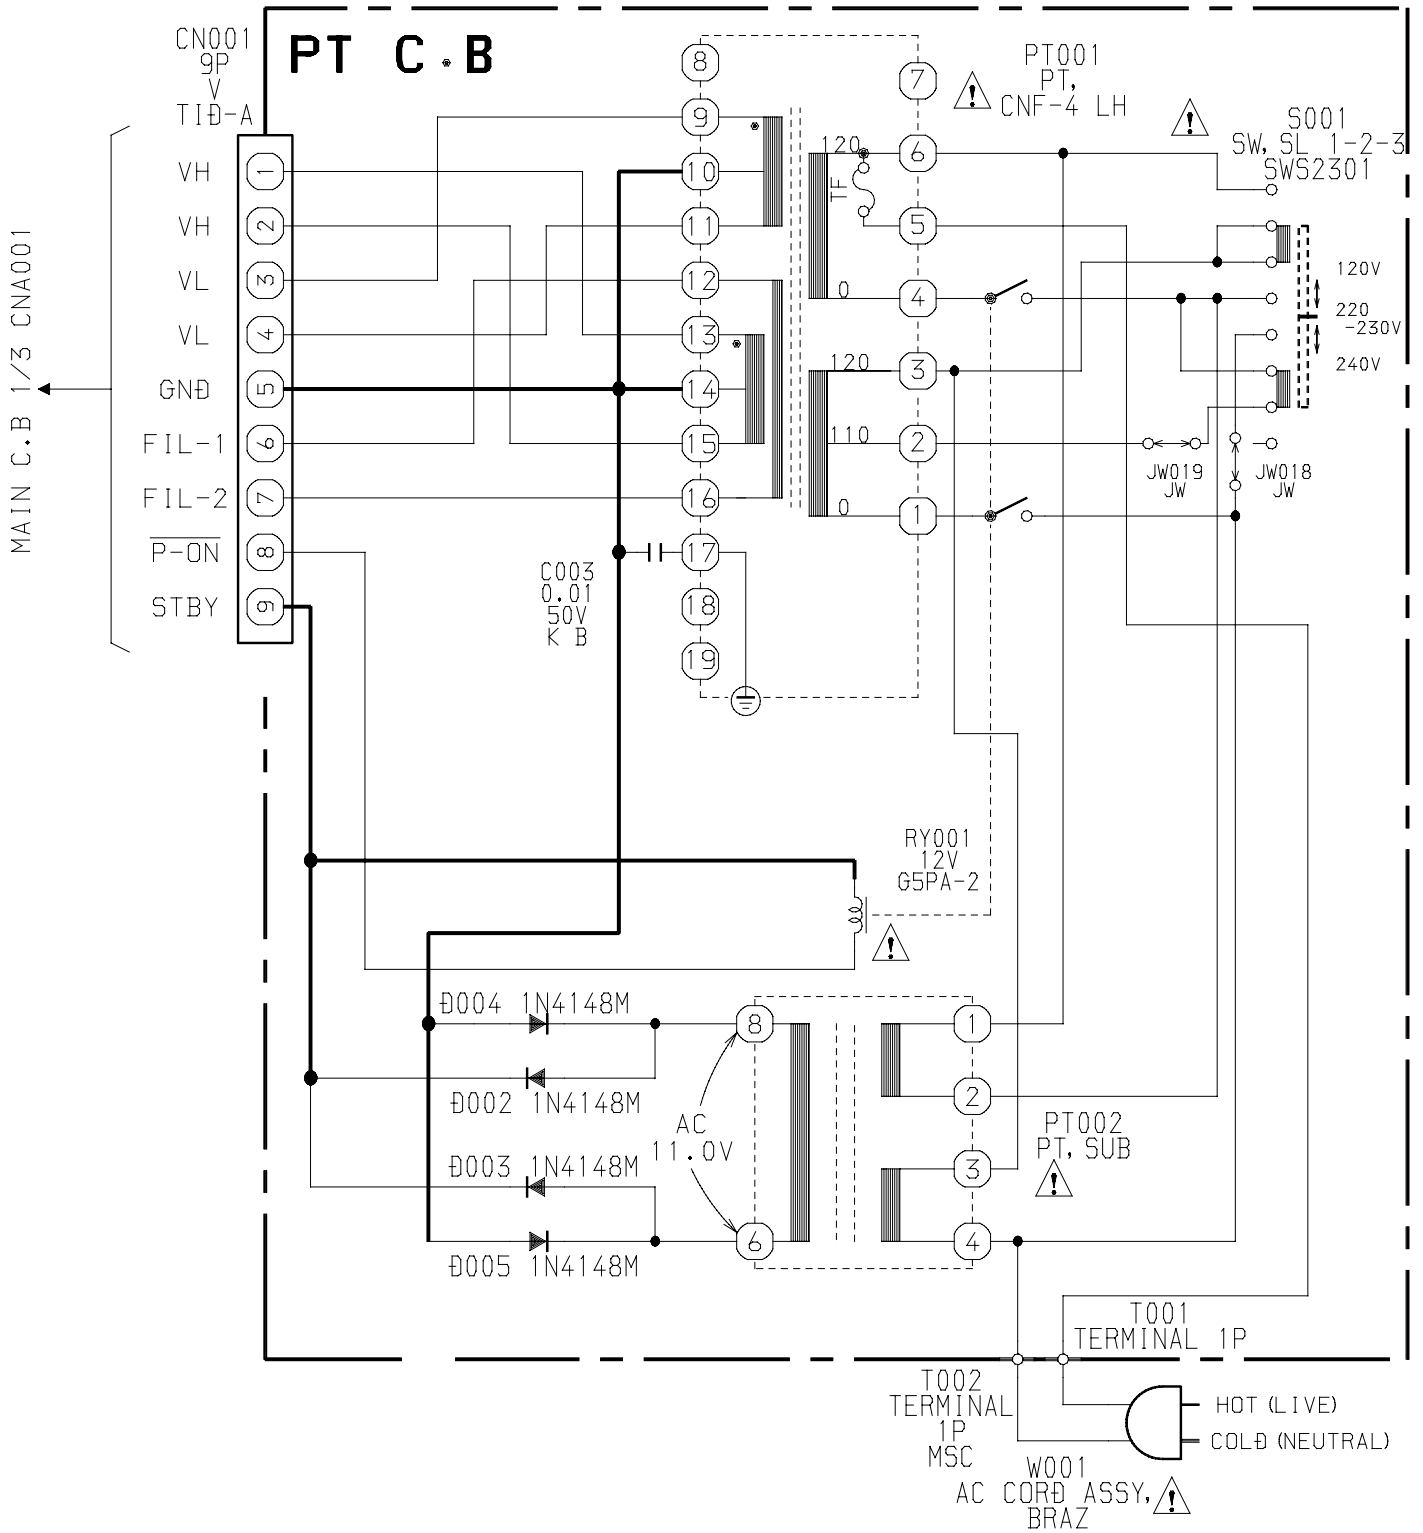 CN001
9P
V
TID-A
PT C.B
PT001
PT,
CNF-4 LH
S001
SW, SL 1-2-3
SWS2301
MAIN C.B 1/3 CNA001
VH 1
VH 2
VL 3
VL 4
GND 5
FIL-1 6
FIL-2 7
P-ON 8
STBY 9
8
9
10
11
12
13
14
15
16
17
18
19
7
6
5
4
3
2
1
120
TF
0
120
110
0
120V
220
-230V
240V
JW019
JW
JW018
JW
C003
0.01
50V
K B
RY001
12V
G5PA-2
D004 1N4148M
D002 1N4148M
D003 1N4148M
D005 1N4148M
8
6
AC
11.0V
1
2
3
4
PT002
PT, SUB
T001
TERMINAL 1P
T002
TERMINAL
1P
MSC
HOT (LIVE)
COLD (NEUTRAL)
W001
AC CORD ASSY,
BRAZ